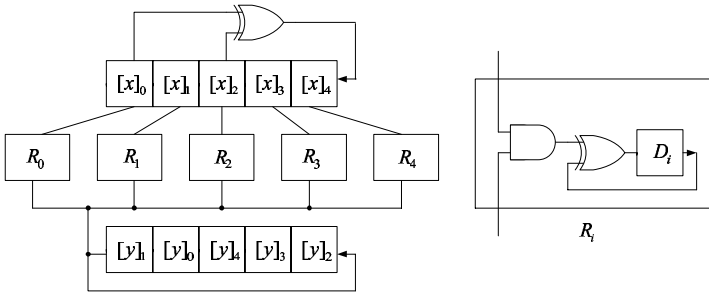 [x]₀ [x]₁ [x]₂ [x]₃ [x]₄
R₀ R₁ R₂ R₃ R₄
[y]₁ [y]₀ [y]₄ [y]₃ [y]₂
Dᵢ
Rᵢ